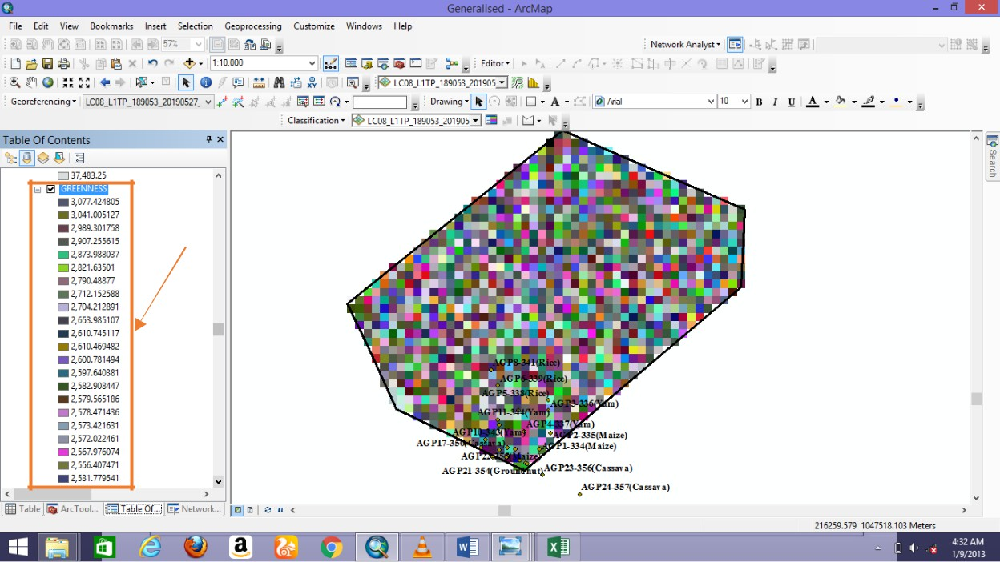 Generalised - ArcMap
File Edit View Bookmarks Insert Selection Geoprocessing Customize Windows Help
57% Network Analyst
1:10,000 Editor
LC08_L1TP_189053_201905
Georeferencing LC08_L1TP_189053_20190527_ Drawing A Arial 10 B I U A
Classification LC08_L1TP_189053_201905
Table Of Contents
Search
37,483.25
GREENNESS
3,077.424805
3,041.005127
2,989.301758
2,907.255615
2,873.988037
2,821.63501
2,790.48877
2,712.152588
2,704.212891
2,653.985107
2,610.745117
2,610.469482
2,600.781494
2,597.640381
2,582.908447
2,579.565186
2,578.471436
2,573.421631
2,572.022461
2,567.976074
2,556.407471
2,531.779541
AGP8-341(Rice)
AGP6-339(Rice)
AGP5-338(Rice)
AGP3-336(Yam)
AGP11-344(Yam)
AGP4-337(Yam)
AGP10-343(Yam)
AGP2-335(Maize)
AGP17-350(Cassava)
AGP1-334(Maize)
AGP21-354(Groundnut)
AGP23-356(Cassava)
AGP24-357(Cassava)
Table ArcTool... Table Of... Network...
216259.579 1047518.103 Meters
4:32 AM
1/9/2013